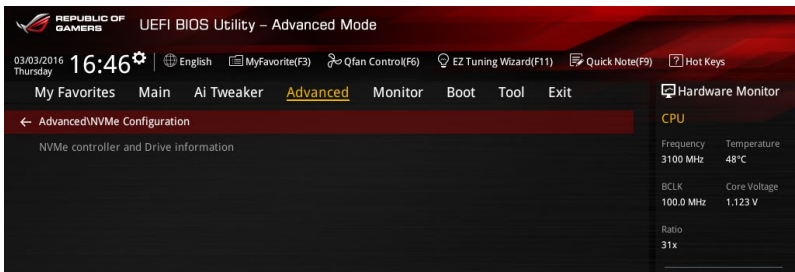 REPUBLIC OF
GAMERS
UEFI BIOS Utility – Advanced Mode
03/03/2016
Thursday
16:46
English
MyFavorite(F3)
Qfan Control(F6)
EZ Tuning Wizard(F11)
Quick Note(F9)
? Hot Keys
My Favorites
Main
Ai Tweaker
Advanced
Monitor
Boot
Tool
Exit
Hardware Monitor
← Advanced\NVMe Configuration
NVMe controller and Drive information
CPU
Frequency Temperature
3100 MHz 48°C
BCLK Core Voltage
100.0 MHz 1.123 V
Ratio
31x